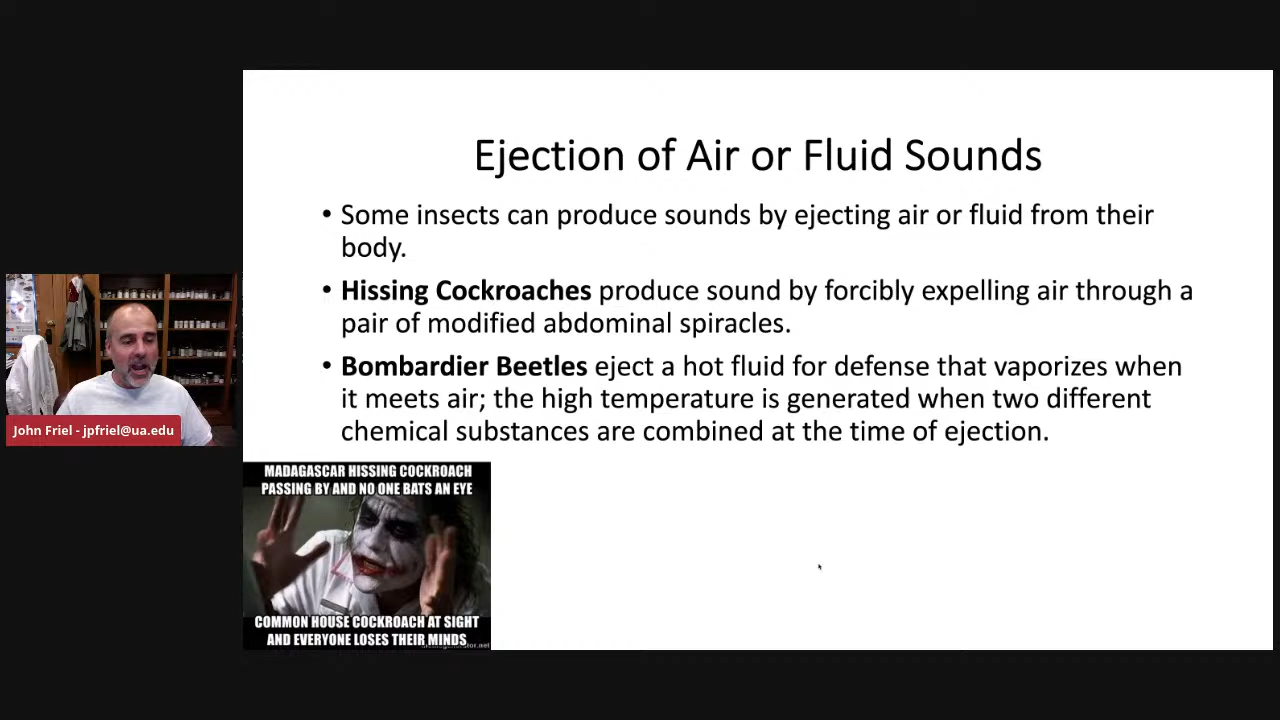 Ejection of Air or Fluid Sounds
• Some insects can produce sounds by ejecting air or fluid from their
body.
• Hissing Cockroaches produce sound by forcibly expelling air through a
pair of modified abdominal spiracles.
• Bombardier Beetles eject a hot fluid for defense that vaporizes when
it meets air; the high temperature is generated when two different
chemical substances are combined at the time of ejection.
John Friel - jpfriel@ua.edu
MADAGASCAR HISSING COCKROACH
PASSING BY AND NO ONE BATS AN EYE
COMMON HOUSE COCKROACH AT SIGHT
AND EVERYONE LOSES THEIR MINDS